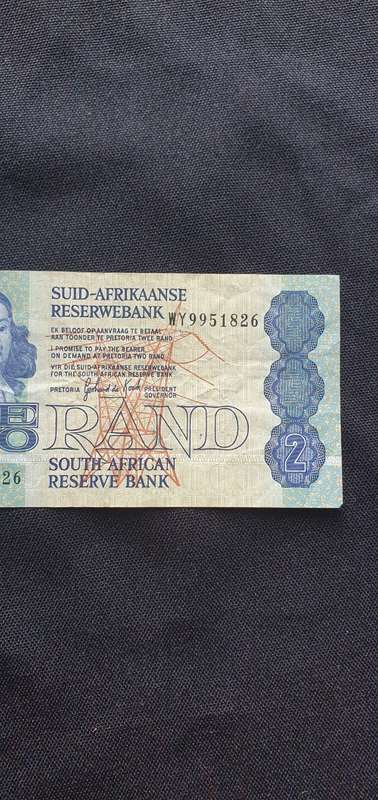 SUID-AFRIKAANSE
RESERWEBANK WY9951826
EK BELOOF OP AANVRAAG TE BETAAL
AAN TOONDER TE PRETORIA TWEE RAND
I PROMISE TO PAY THE BEARER
ON DEMAND AT PRETORIA TWO RAND
VIR DIE SUID-AFRIKAANSE RESERWEBANK
FOR THE SOUTH AFRICAN RESERVE BANK
PRETORIA PRESIDENT
GOVERNOR
RAND
2
SOUTH AFRICAN
RESERVE BANK
26